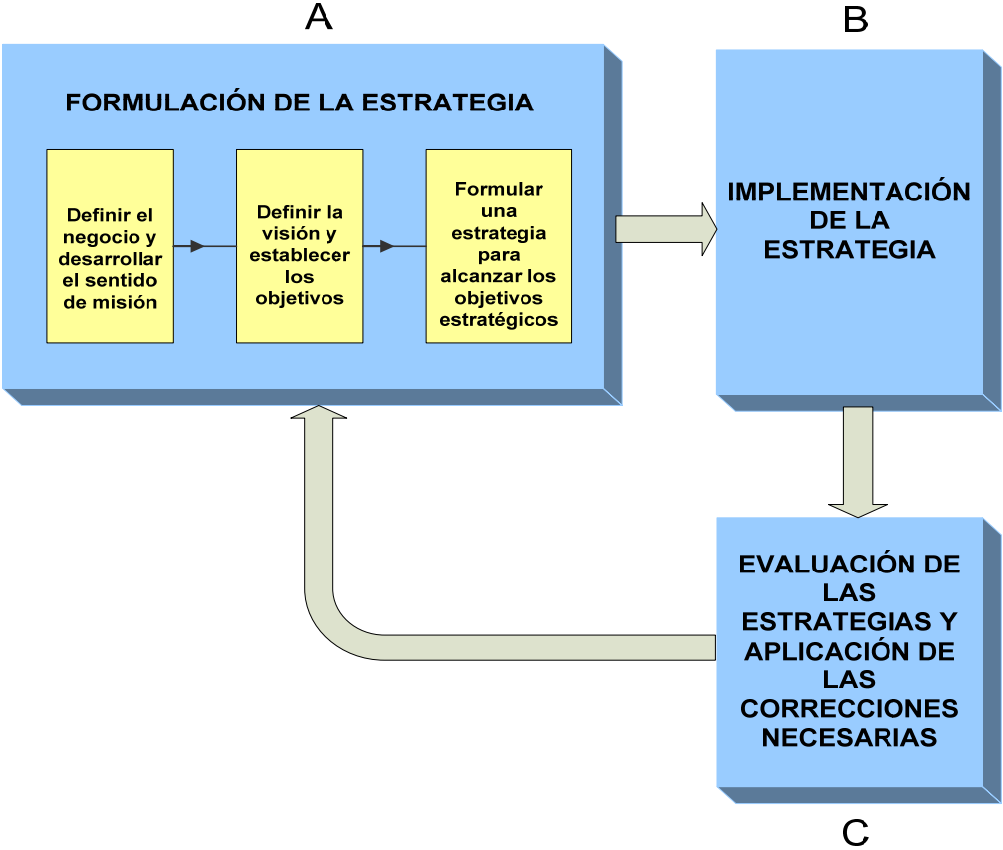 A
B
FORMULACIÓN DE LA ESTRATEGIA
Definir el
negocio y
desarrollar
el sentido
de misión
Definir la
visión y
establecer
los
objetivos
Formular
una
estrategia
para
alcanzar los
objetivos
estratégicos
IMPLEMENTACIÓN
DE LA
ESTRATEGIA
EVALUACIÓN DE
LAS
ESTRATEGIAS Y
APLICACIÓN DE
LAS
CORRECCIONES
NECESARIAS
C